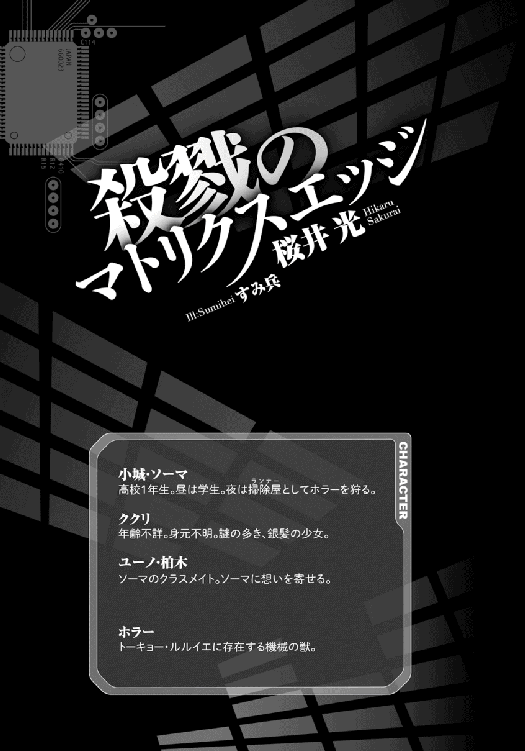 殺戮の
マトリクスエッジ
桜井 光
Hikaru
Sakurai
Ill:Sumihei すみ兵
CHARACTER
小城・ソーマ
ランナー
高校1年生。昼は学生。夜は掃除屋としてホラーを狩る。
ククリ
年齢不詳。身元不明。謎の多き、銀髪の少女。
ユーノ・柏木
ソーマのクラスメイト。ソーマに想いを寄せる。
ホラー
トーキョー・ルルイエに存在する機械の獣。